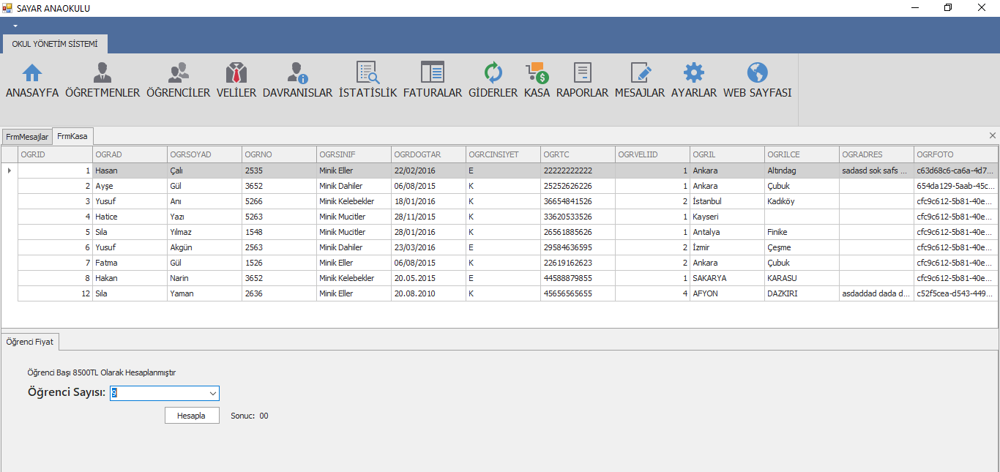 SAYAR ANAOKULU
OKUL YÖNETİM SİSTEMİ
ANASAYFA ÖĞRETMENLER ÖĞRENCİLER VELİLER DAVRANISLAR İSTATİSLİK FATURALAR GİDERLER KASA RAPORLAR MESAJLAR AYARLAR WEB SAYFASI
FrmMesajlar FrmKasa
OGRID OGRAD OGRSOYAD OGRNO OGRSINIF OGRDOGTAR OGRCINSIYET OGRTC OGRVELIID OGRIL OGRILCE OGRADRES OGRFOTO
1 Hasan Çalı 2535 Minik Eller 22/02/2016 E 22222222222 1 Ankara Altındag sadasd sok safs ... c63d68c6-ca6a-4d7...
2 Ayşe Gül 3652 Minik Dahiler 06/08/2015 K 25252626226 1 Ankara Çubuk 654da129-5aab-45c...
3 Yusuf Anı 5266 Minik Kelebekler 18/01/2016 K 36654841526 2 İstanbul Kadıköy cfc9c612-5b81-40e...
4 Hatice Yazı 5263 Minik Mucitler 28/11/2015 K 33620533526 1 Kayseri cfc9c612-5b81-40e...
5 Sıla Yılmaz 1548 Minik Mucitler 28/01/2016 K 26561885626 1 Antalya Finike cfc9c612-5b81-40e...
6 Yusuf Akgün 2563 Minik Dahiler 23/03/2016 E 29584636595 2 İzmir Çeşme cfc9c612-5b81-40e...
7 Fatma Gül 1526 Minik Eller 06/08/2015 K 22619162623 2 Ankara Çubuk cfc9c612-5b81-40e...
8 Hakan Narin 3652 Minik Kelebekler 20.05.2015 E 44588879855 1 SAKARYA KARASU cfc9c612-5b81-40e...
12 Sıla Yaman 2636 Minik Eller 20.08.2010 K 45656565655 4 AFYON DAZKIRI asdaddad dada d... c52f5cea-d543-449...
Öğrenci Fiyat
Öğrenci Başı 8500TL Olarak Hesaplanmıştır
Öğrenci Sayısı: 9
Hesapla Sonuc: 00